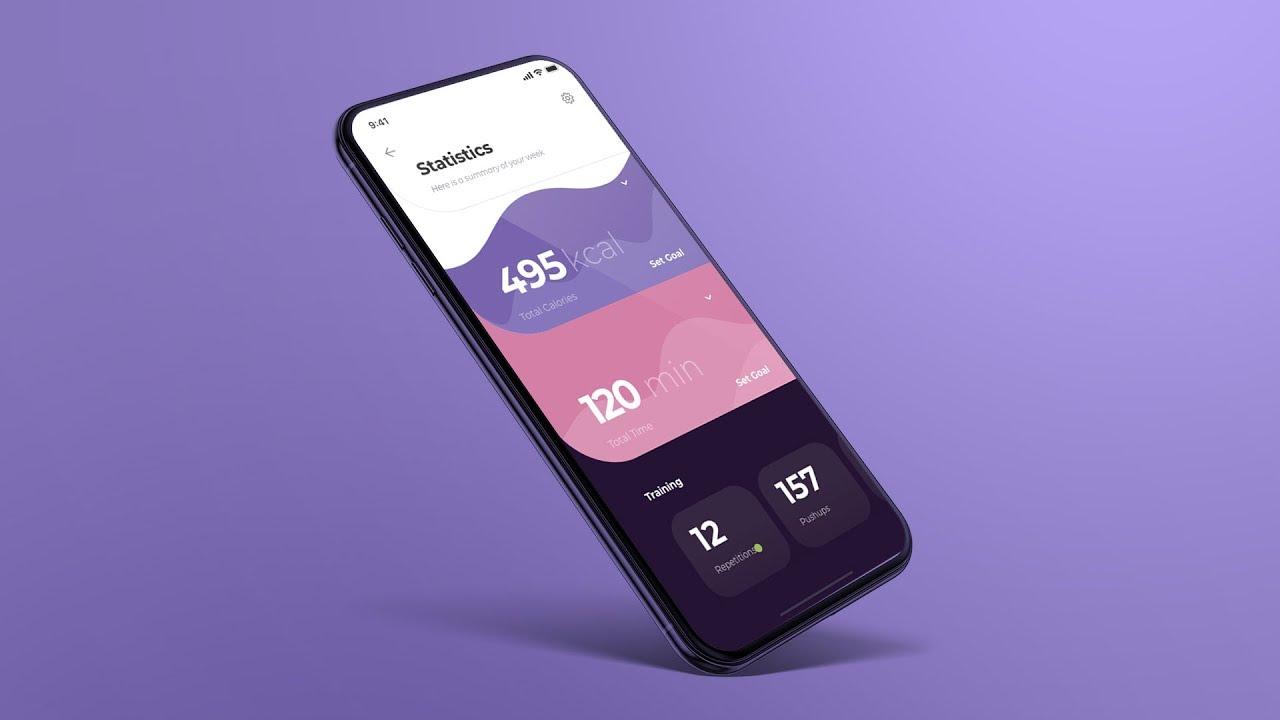 9:41
Statistics
Here is a summary of your week
495 kcal
Total Calories
Set Goal
120 min
Total Time
Set Goal
Training
12
Repetitions
157
Pushups